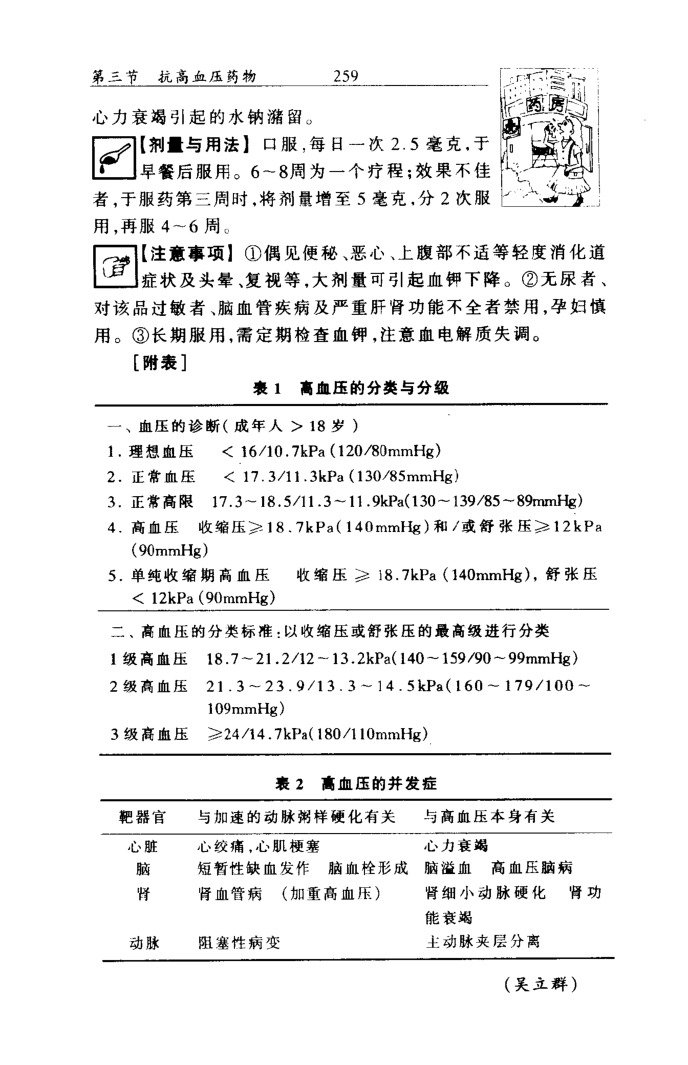 第三节 抗高血压药物 259
药房
心力衰竭引起的水钠潴留。
【剂量与用法】口服,每日一次 2.5 毫克,于
早餐后服用。6~8周为一个疗程;效果不佳
者,于服药第三周时,将剂量增至 5 毫克,分 2 次服
用,再服 4~6 周。
【注意事项】①偶见便秘、恶心、上腹部不适等轻度消化道
症状及头晕、复视等,大剂量可引起血钾下降。②无尿者、
对该品过敏者、脑血管疾病及严重肝肾功能不全者禁用,孕妇慎
用。③长期服用,需定期检查血钾,注意血电解质失调。
[附表]
表 1 高血压的分类与分级
一、血压的诊断(成年人 > 18 岁)
1. 理想血压 < 16/10.7kPa (120/80mmHg)
2. 正常血压 < 17.3/11.3kPa (130/85mmHg)
3. 正常高限 17.3~18.5/11.3~11.9kPa(130~139/85~89mmHg)
4. 高血压 收缩压≥18.7kPa(140mmHg)和/或舒张压≥12kPa
(90mmHg)
5. 单纯收缩期高血压 收缩压 ≥ 18.7kPa (140mmHg), 舒张压
< 12kPa (90mmHg)
二、高血压的分类标准:以收缩压或舒张压的最高级进行分类
1 级高血压 18.7~21.2/12~13.2kPa(140~159/90~99mmHg)
2 级高血压 21.3~23.9/13.3~14.5kPa(160~179/100~
109mmHg)
3 级高血压 ≥24/14.7kPa(180/110mmHg)
表 2 高血压的并发症
靶器官 与加速的动脉粥样硬化有关 与高血压本身有关
心脏 心绞痛,心肌梗塞 心力衰竭
脑 短暂性缺血发作 脑血栓形成 脑溢血 高血压脑病
肾 肾血管病 (加重高血压) 肾细小动脉硬化 肾功
能衰竭
动脉 阻塞性病变 主动脉夹层分离
(吴立群)